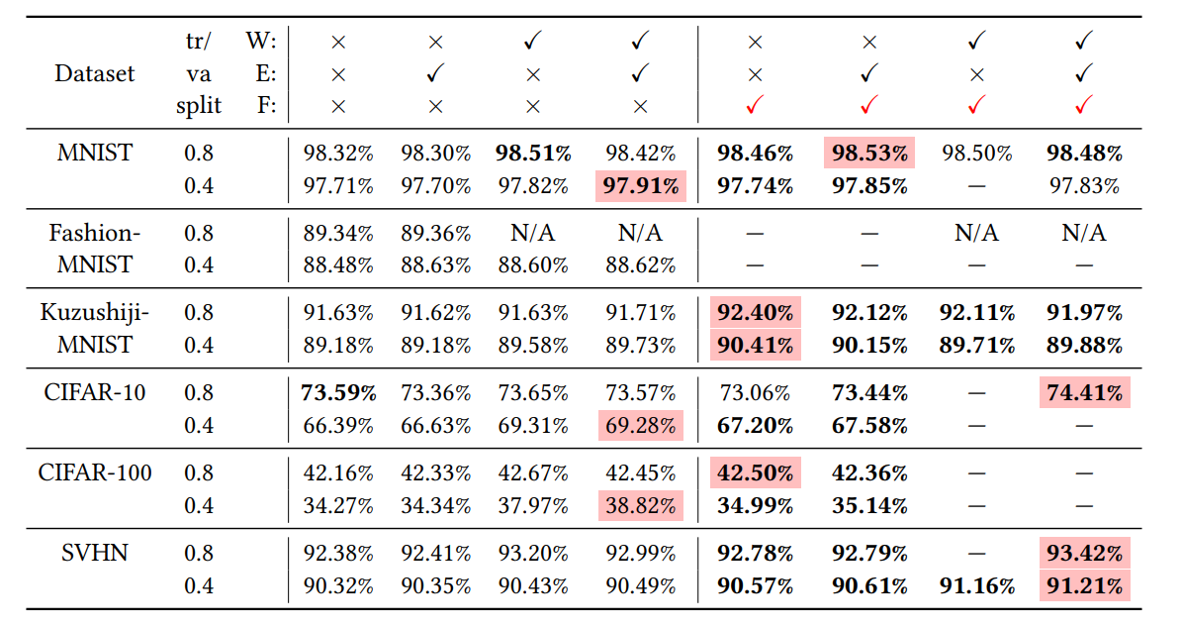 tr/ W: × × ✓ ✓ × × ✓ ✓
Dataset va E: × ✓ × ✓ × ✓ × ✓
split F: × × × × ✓ ✓ ✓ ✓
MNIST 0.8 98.32% 98.30% 98.51% 98.42% 98.46% 98.53% 98.50% 98.48%
0.4 97.71% 97.70% 97.82% 97.91% 97.74% 97.85% — 97.83%
Fashion- 0.8 89.34% 89.36% N/A N/A — — N/A N/A
MNIST 0.4 88.48% 88.63% 88.60% 88.62% — — — —
Kuzushiji- 0.8 91.63% 91.62% 91.63% 91.71% 92.40% 92.12% 92.11% 91.97%
MNIST 0.4 89.18% 89.18% 89.58% 89.73% 90.41% 90.15% 89.71% 89.88%
CIFAR-10 0.8 73.59% 73.36% 73.65% 73.57% 73.06% 73.44% — 74.41%
0.4 66.39% 66.63% 69.31% 69.28% 67.20% 67.58% — —
CIFAR-100 0.8 42.16% 42.33% 42.67% 42.45% 42.50% 42.36% — —
0.4 34.27% 34.34% 37.97% 38.82% 34.99% 35.14% — —
SVHN 0.8 92.38% 92.41% 93.20% 92.99% 92.78% 92.79% — 93.42%
0.4 90.32% 90.35% 90.43% 90.49% 90.57% 90.61% 91.16% 91.21%